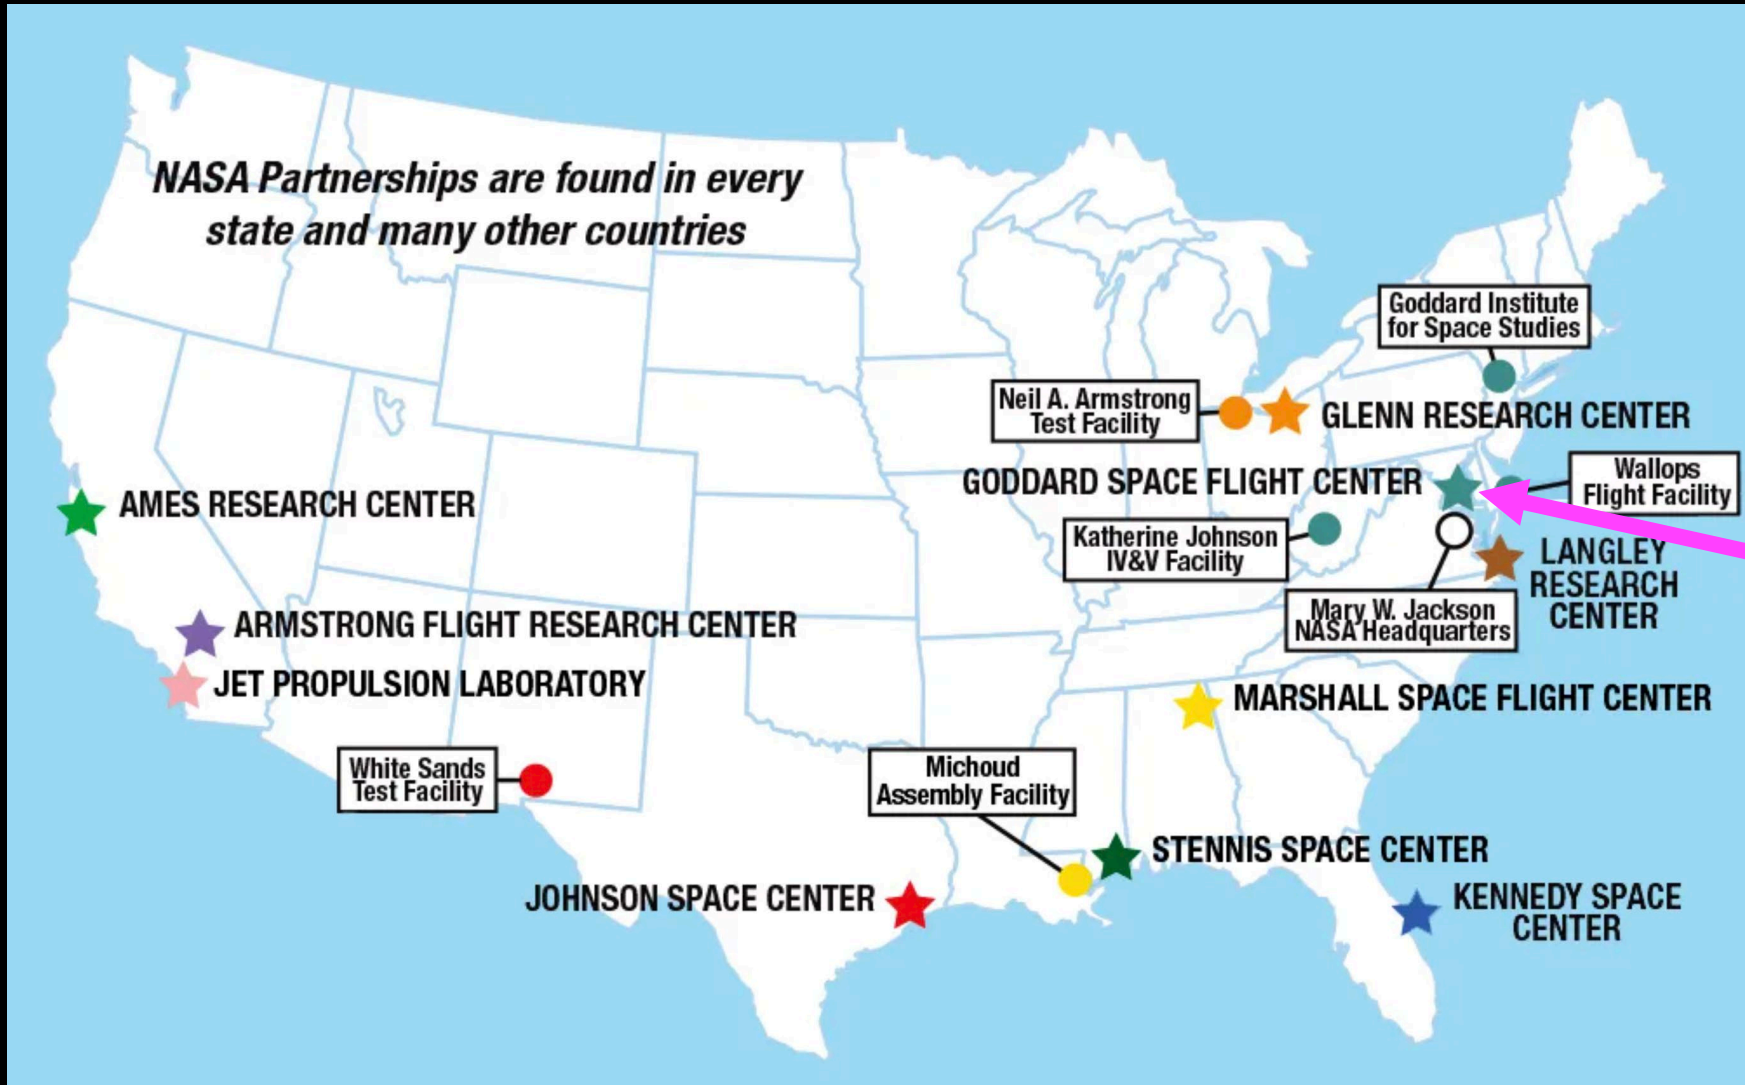 NASA Partnerships are found in every
state and many other countries
Goddard Institute
for Space Studies
Neil A. Armstrong
Test Facility
GLENN RESEARCH CENTER
GODDARD SPACE FLIGHT CENTER
Wallops
Flight Facility
AMES RESEARCH CENTER
Katherine Johnson
IV&V Facility
LANGLEY
RESEARCH
CENTER
Mary W. Jackson
NASA Headquarters
ARMSTRONG FLIGHT RESEARCH CENTER
JET PROPULSION LABORATORY
MARSHALL SPACE FLIGHT CENTER
White Sands
Test Facility
Michoud
Assembly Facility
STENNIS SPACE CENTER
JOHNSON SPACE CENTER
KENNEDY SPACE
CENTER